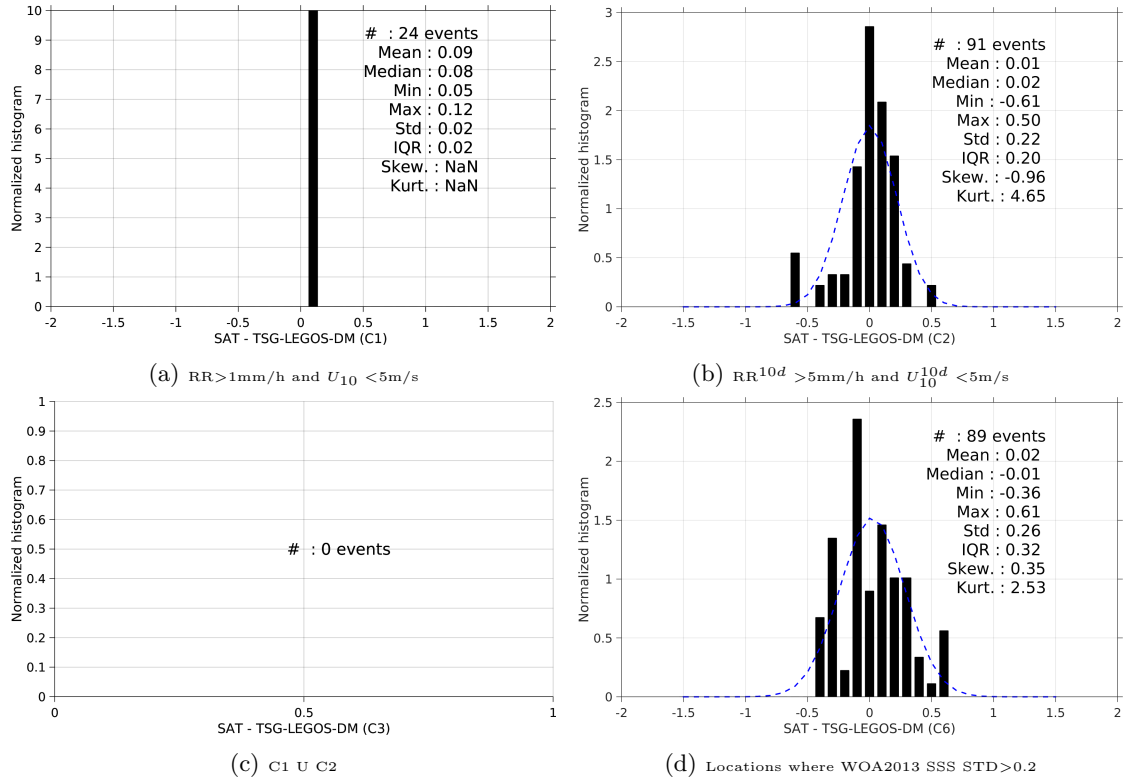 10
9
8
7
6
5
4
3
2
1
0
Normalized histogram
# : 24 events
Mean : 0.09
Median : 0.08
Min : 0.05
Max : 0.12
Std : 0.02
IQR : 0.02
Skew. : NaN
Kurt. : NaN
-2 -1.5 -1 -0.5 0 0.5 1 1.5 2
SAT - TSG-LEGOS-DM (C1)
(a) RR>1mm/h and U10 <5m/s
3
2.5
2
1.5
1
0.5
0
Normalized histogram
# : 91 events
Mean : 0.01
Median : 0.02
Min : -0.61
Max : 0.50
Std : 0.22
IQR : 0.20
Skew. : -0.96
Kurt. : 4.65
-2 -1.5 -1 -0.5 0 0.5 1 1.5 2
SAT - TSG-LEGOS-DM (C2)
(b) RR10d >5mm/h and U10d10 <5m/s
1
0.9
0.8
0.7
0.6
0.5
0.4
0.3
0.2
0.1
0
Normalized histogram
# : 0 events
0 0.5 1
SAT - TSG-LEGOS-DM (C3)
(c) C1 U C2
2.5
2
1.5
1
0.5
0
Normalized histogram
# : 89 events
Mean : 0.02
Median : -0.01
Min : -0.36
Max : 0.61
Std : 0.26
IQR : 0.32
Skew. : 0.35
Kurt. : 2.53
-2 -1.5 -1 -0.5 0 0.5 1 1.5 2
SAT - TSG-LEGOS-DM (C6)
(d) Locations where WOA2013 SSS STD>0.2